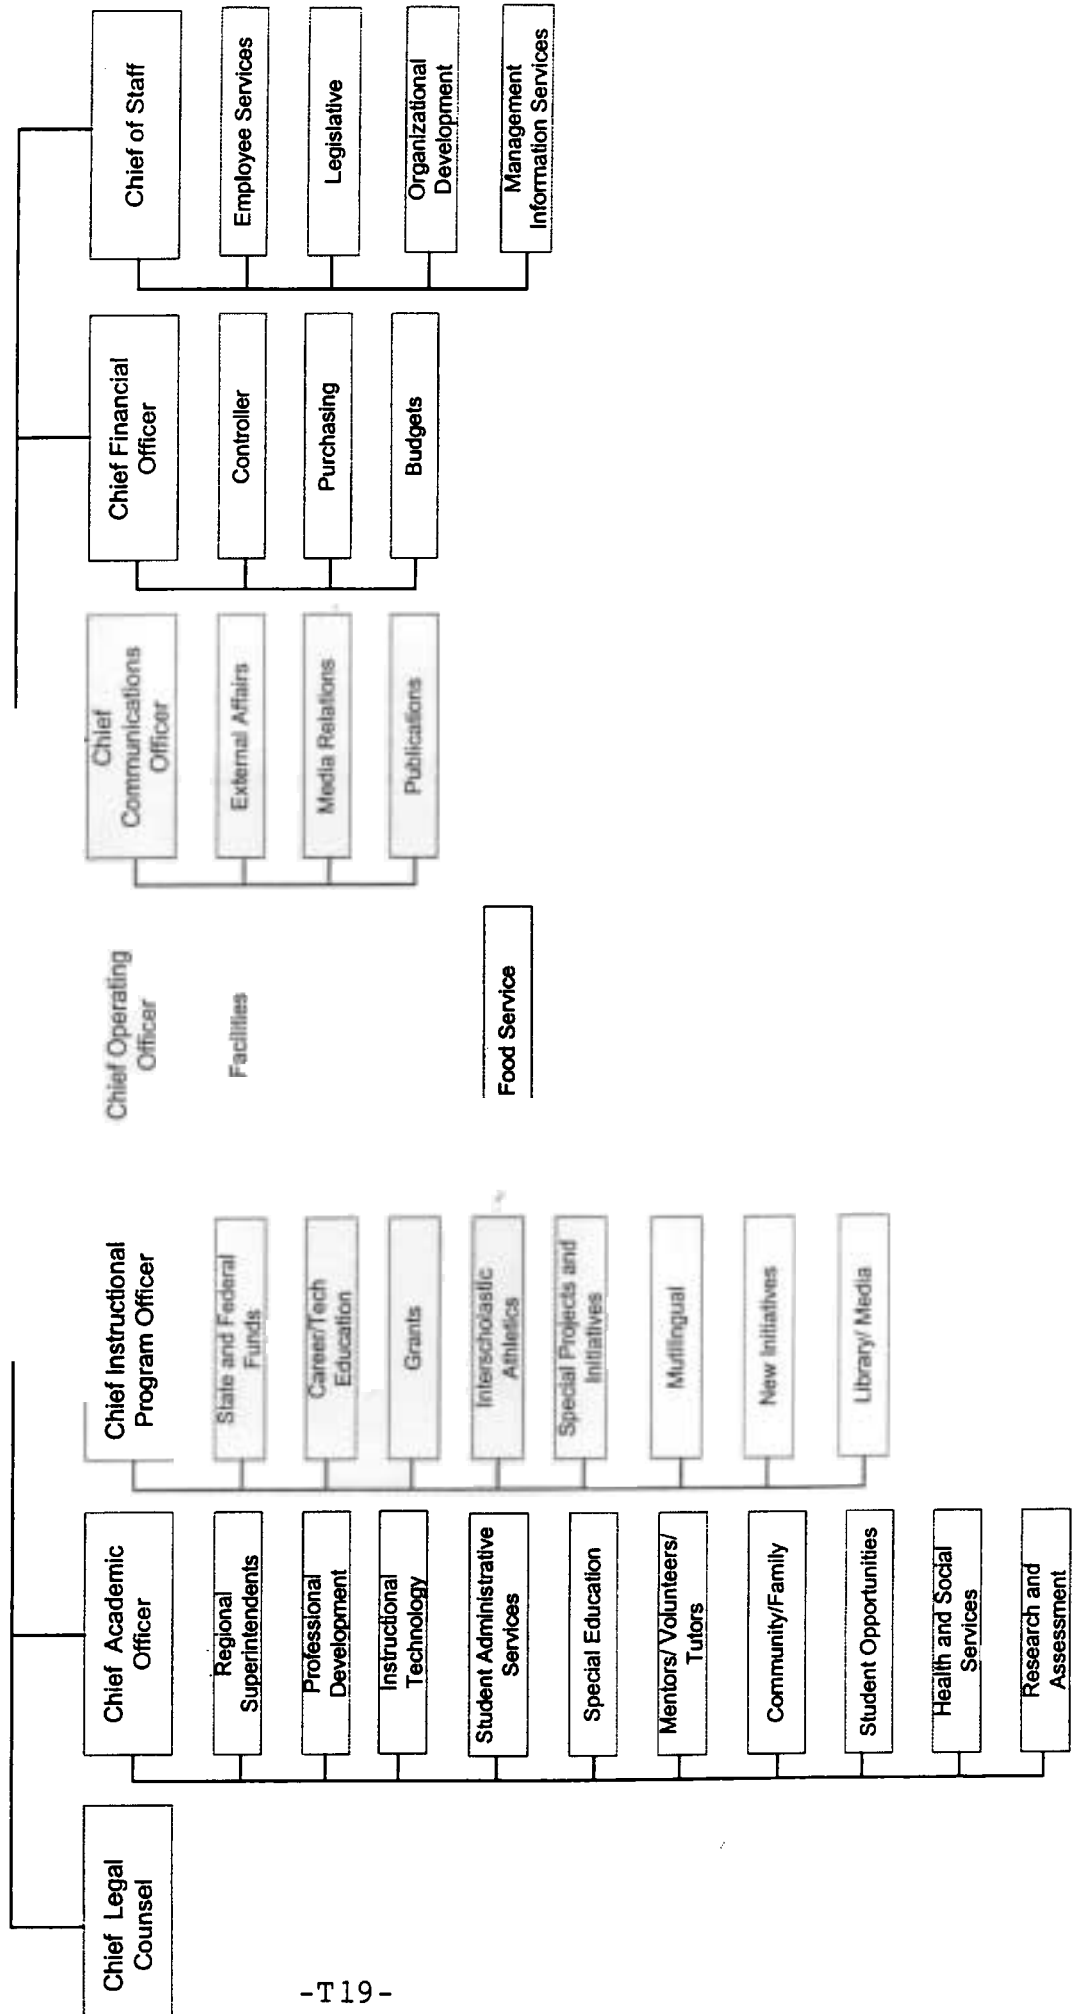 Chief Legal
Counsel
Chief Academic
Officer
Regional
Superintendents
Professional
Development
Instructional
Technology
Student Administrative
Services
Special Education
Mentors/Volunteers/
Tutors
Community/Family
Student Opportunities
Health and Social
Services
Research and
Assessment
Chief Instructional
Program Officer
State and Federal
Funds
Career/Tech
Education
Grants
Interscholastic
Athletics
Special Projects and
Initiatives
Mutlilingual
New Initiatives
Library/ Media
Chief Operating
Officer
Facilities
Food Service
Chief
Communications
Officer
External Affairs
Media Relations
Publications
Chief Financial
Officer
Controller
Purchasing
Budgets
Chief of Staff
Employee Services
Legislative
Organizational
Development
Management
Information Services
-T19-